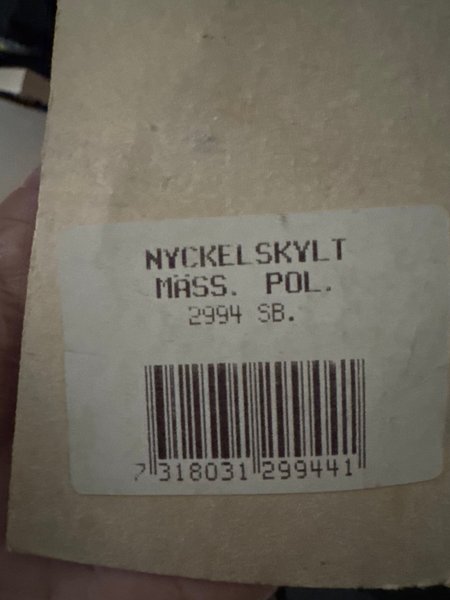 NYCKELSKYLT
MÄSS. POL.
2994 SB.
7 318031 299441